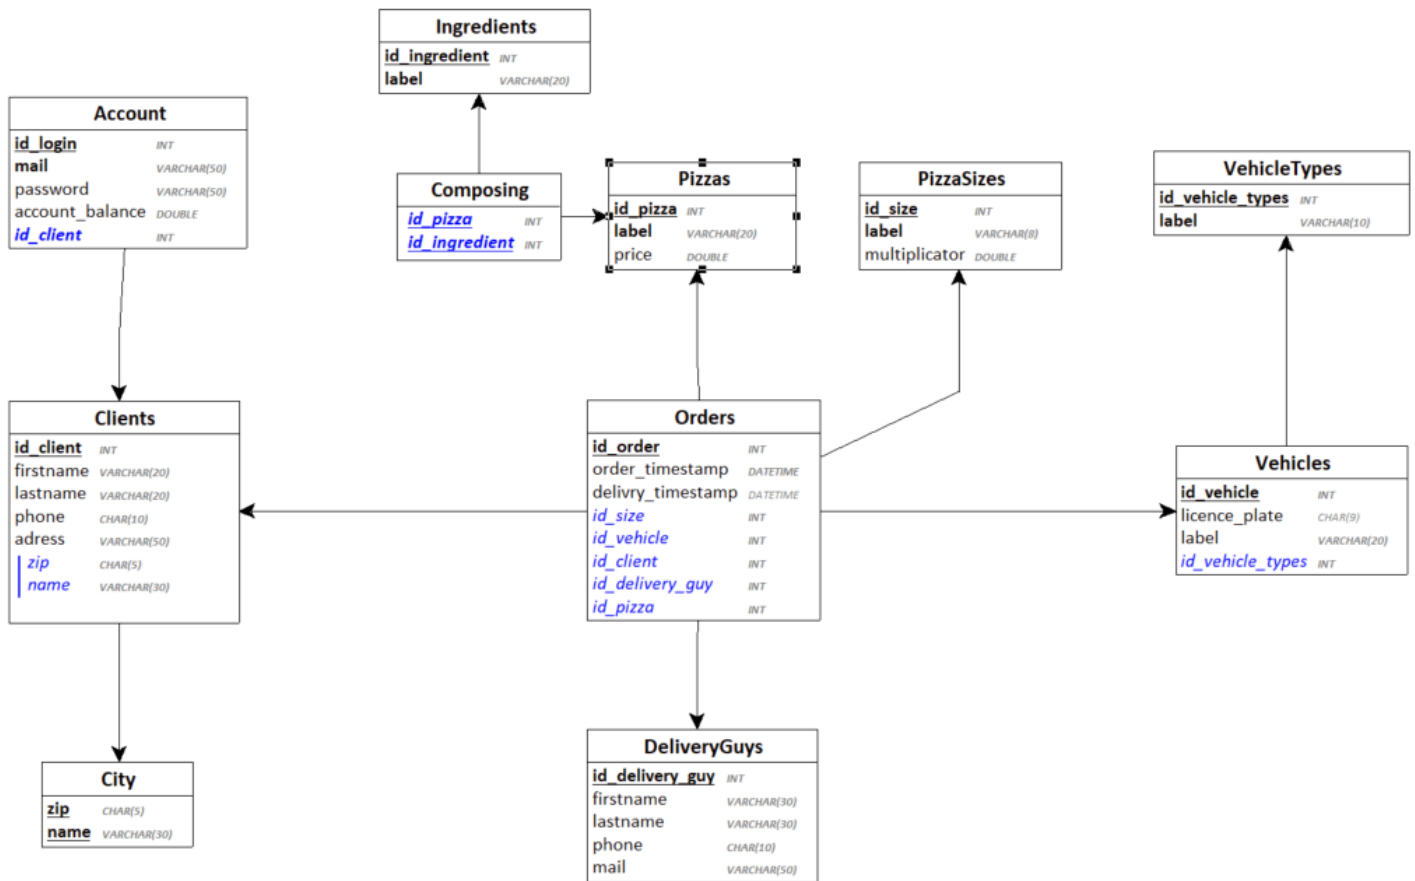 Ingredients
id_ingredient INT
label VARCHAR(20)
Account
id_login INT
mail VARCHAR(50)
password VARCHAR(50)
account_balance DOUBLE
id_client INT
Composing
id_pizza INT
id_ingredient INT
Pizzas
id_pizza INT
label VARCHAR(20)
price DOUBLE
PizzaSizes
id_size INT
label VARCHAR(8)
multiplicator DOUBLE
VehicleTypes
id_vehicle_types INT
label VARCHAR(10)
Clients
id_client INT
firstname VARCHAR(20)
lastname VARCHAR(20)
phone CHAR(10)
adress VARCHAR(50)
zip CHAR(5)
name VARCHAR(30)
Orders
id_order INT
order_timestamp DATETIME
delivry_timestamp DATETIME
id_size INT
id_vehicle INT
id_client INT
id_delivery_guy INT
id_pizza INT
Vehicles
id_vehicle INT
licence_plate CHAR(9)
label VARCHAR(20)
id_vehicle_types INT
City
zip CHAR(5)
name VARCHAR(30)
DeliveryGuys
id_delivery_guy INT
firstname VARCHAR(30)
lastname VARCHAR(30)
phone CHAR(10)
mail VARCHAR(50)